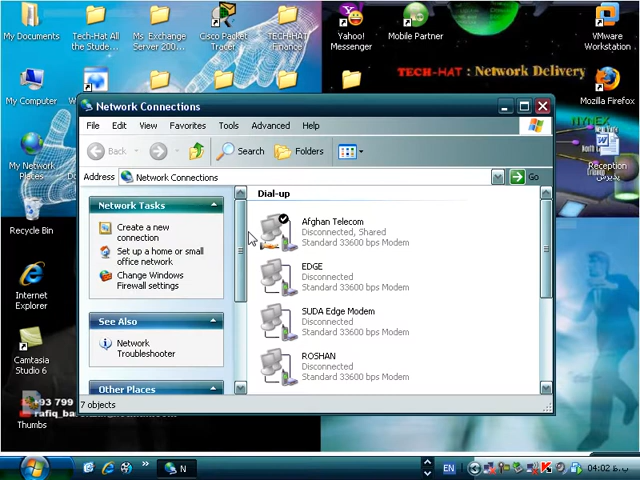 My Documents
Tech-Hat All the Stude...
Ms. Exchange Server 200...
Cisco Packet Tracer
TECH-HAT Finance
Yahoo! Messenger
Mobile Partner
VMware Workstation
TECH-HAT : Network Delivery
My Computer
Mozilla Firefox
NYNEX
My Network Places
Reception
پذیرش
Recycle Bin
Internet Explorer
Camtasia Studio 6
+93 799
Thumbs
Network Connections
File Edit View Favorites Tools Advanced Help
Back Search Folders
Address Network Connections Go
Network Tasks
Create a new
connection
Set up a home or small
office network
Change Windows
Firewall settings
See Also
Network
Troubleshooter
Other Places
Dial-up
Afghan Telecom
Disconnected, Shared
Standard 33600 bps Modem
EDGE
Disconnected
Standard 33600 bps Modem
SUDA Edge Modem
Disconnected
Standard 33600 bps Modem
ROSHAN
Disconnected
Standard 33600 bps Modem
7 objects
N
EN
04:02 ب.ظ